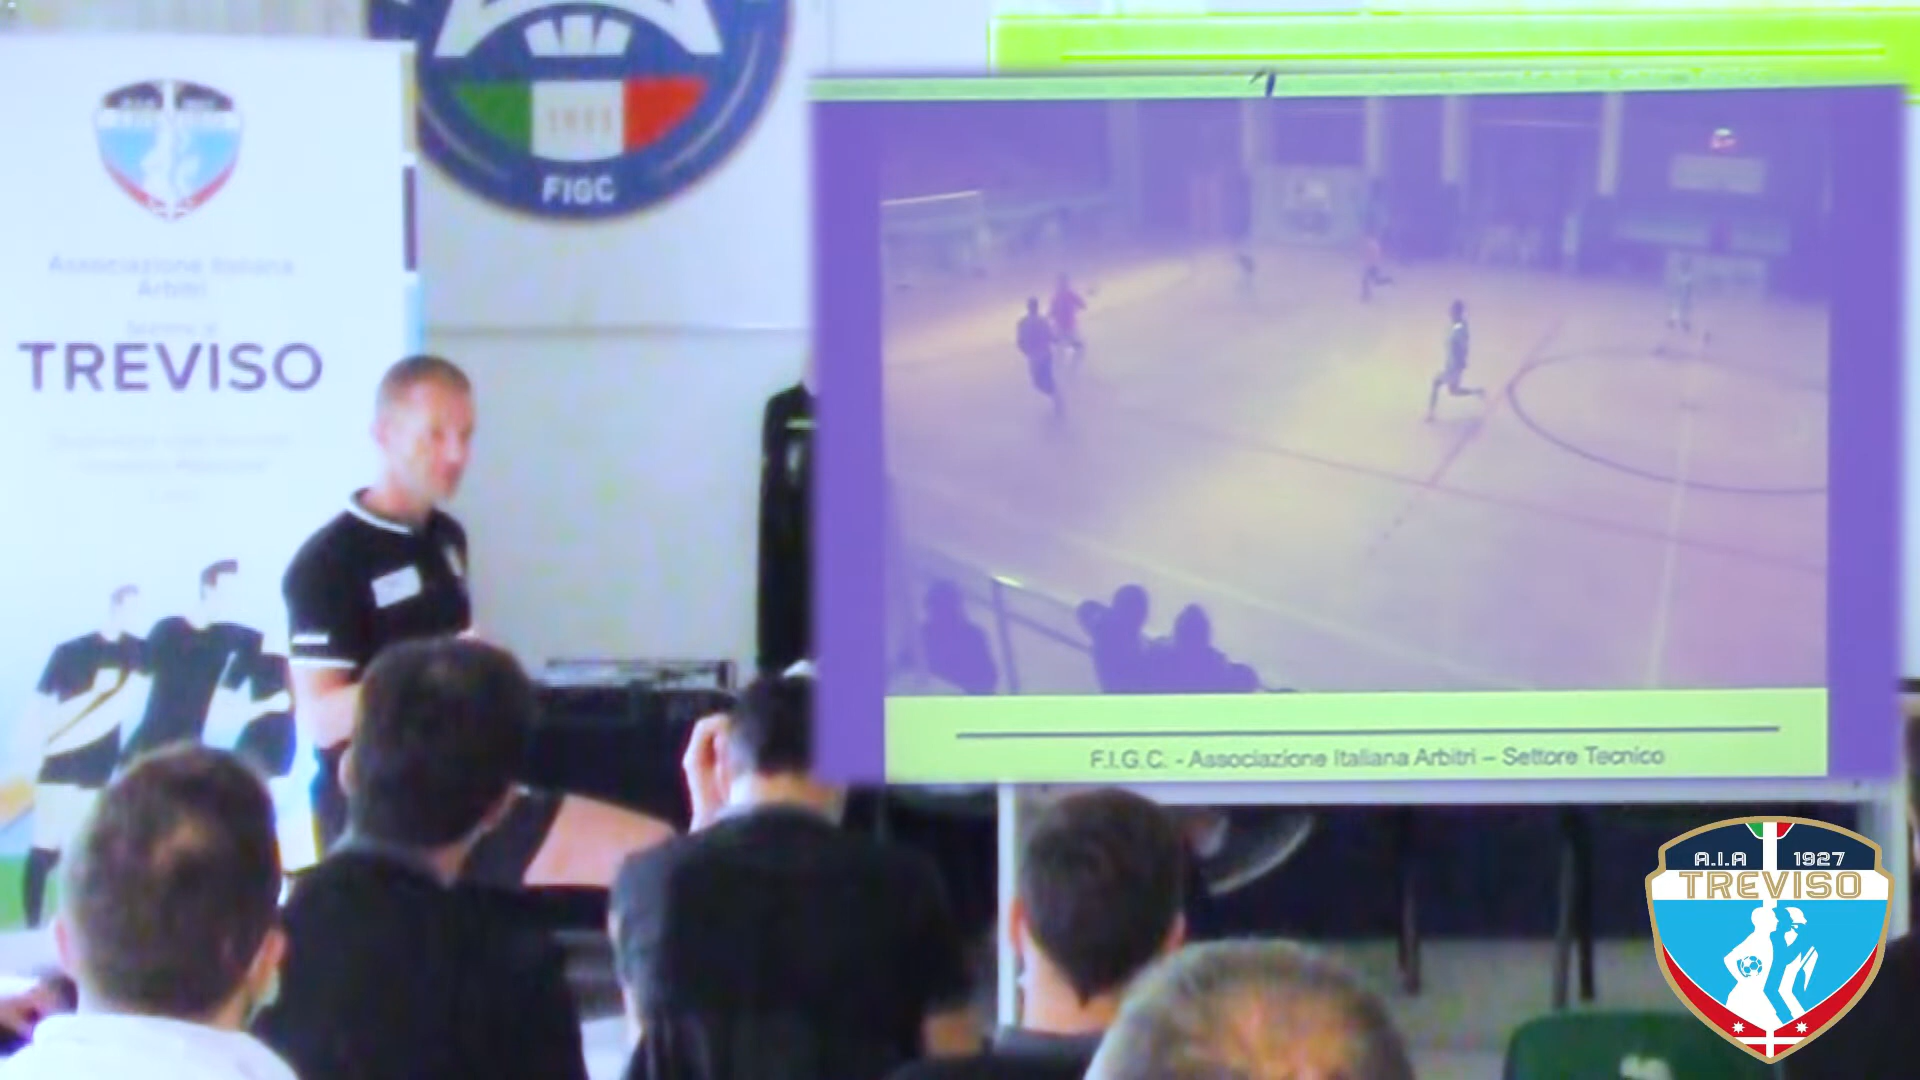 Associazione Italiana
Arbitri
TREVISO
FIGC
F.I.G.C. - Associazione Italiana Arbitri – Settore Tecnico
A.I.A 1927
TREVISO